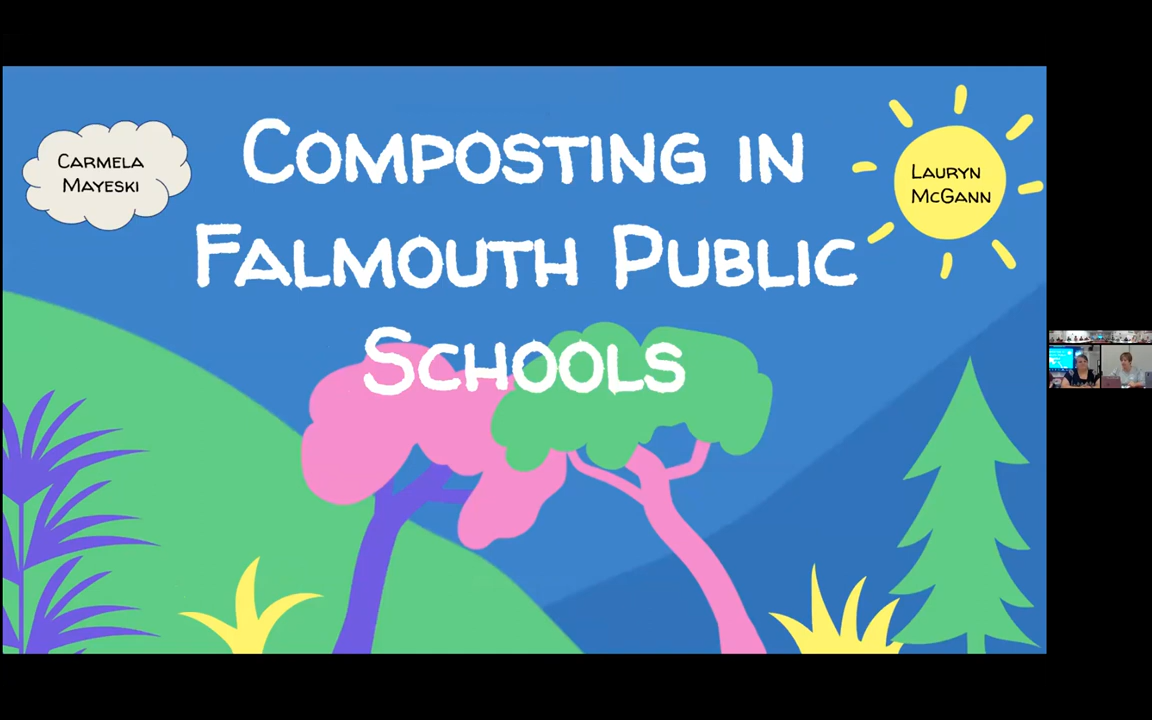 Composting in
Falmouth Public
Schools
Carmela
Mayeski
Lauryn
McGann